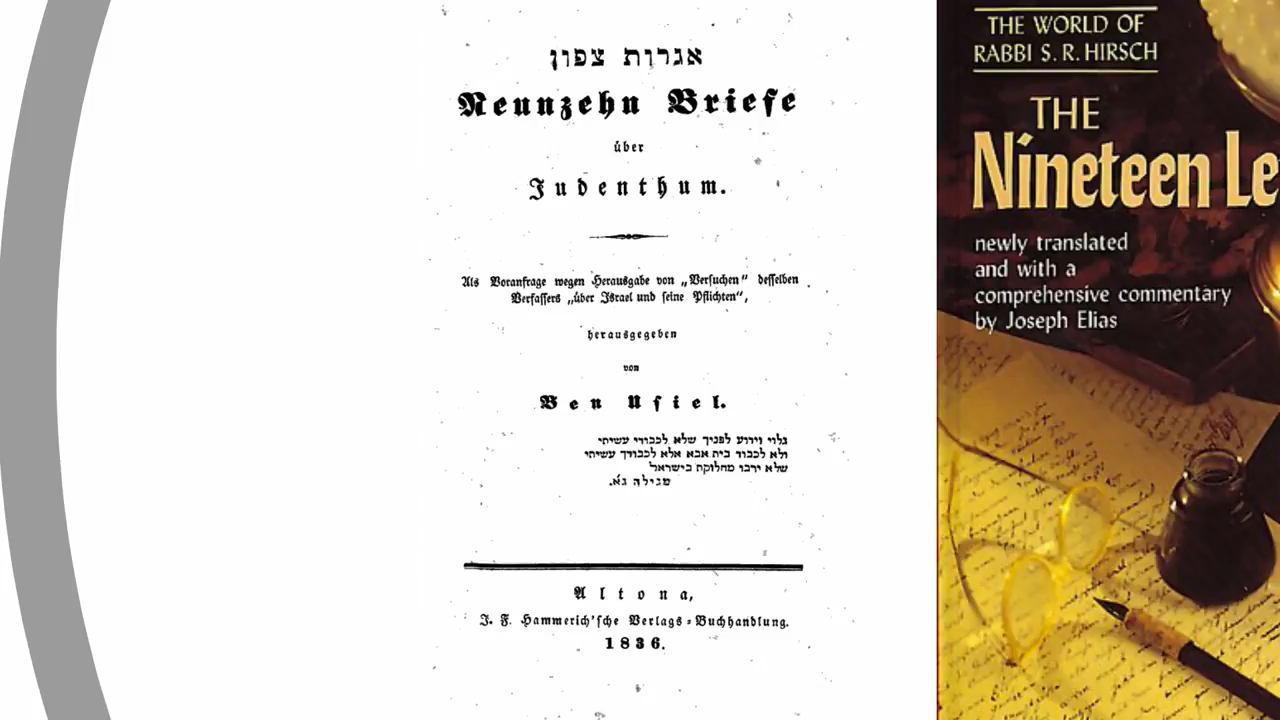 אגרות צפון
Neunzehn Briefe
über
Judenthum.
Als Voranfrage wegen Herausgabe von „Versuchen" desselben
Verfassers „über Israel und seine Pflichten",
herausgegeben
von
Ben Usiel.
גלוי וידוע לפניך שלא לכבודי עשיתי
ולא לכבוד בית אבא אלא לכבודך עשיתי
שלא ירבו מחלוקת בישראל
מגילה ג׳א.
Altona,
J. F. Hammerich'sche Verlags-Buchhandlung.
1836.
THE WORLD OF
RABBI S. R. HIRSCH
THE
Nineteen Le
newly translated
and with a
comprehensive commentary
by Joseph Elias